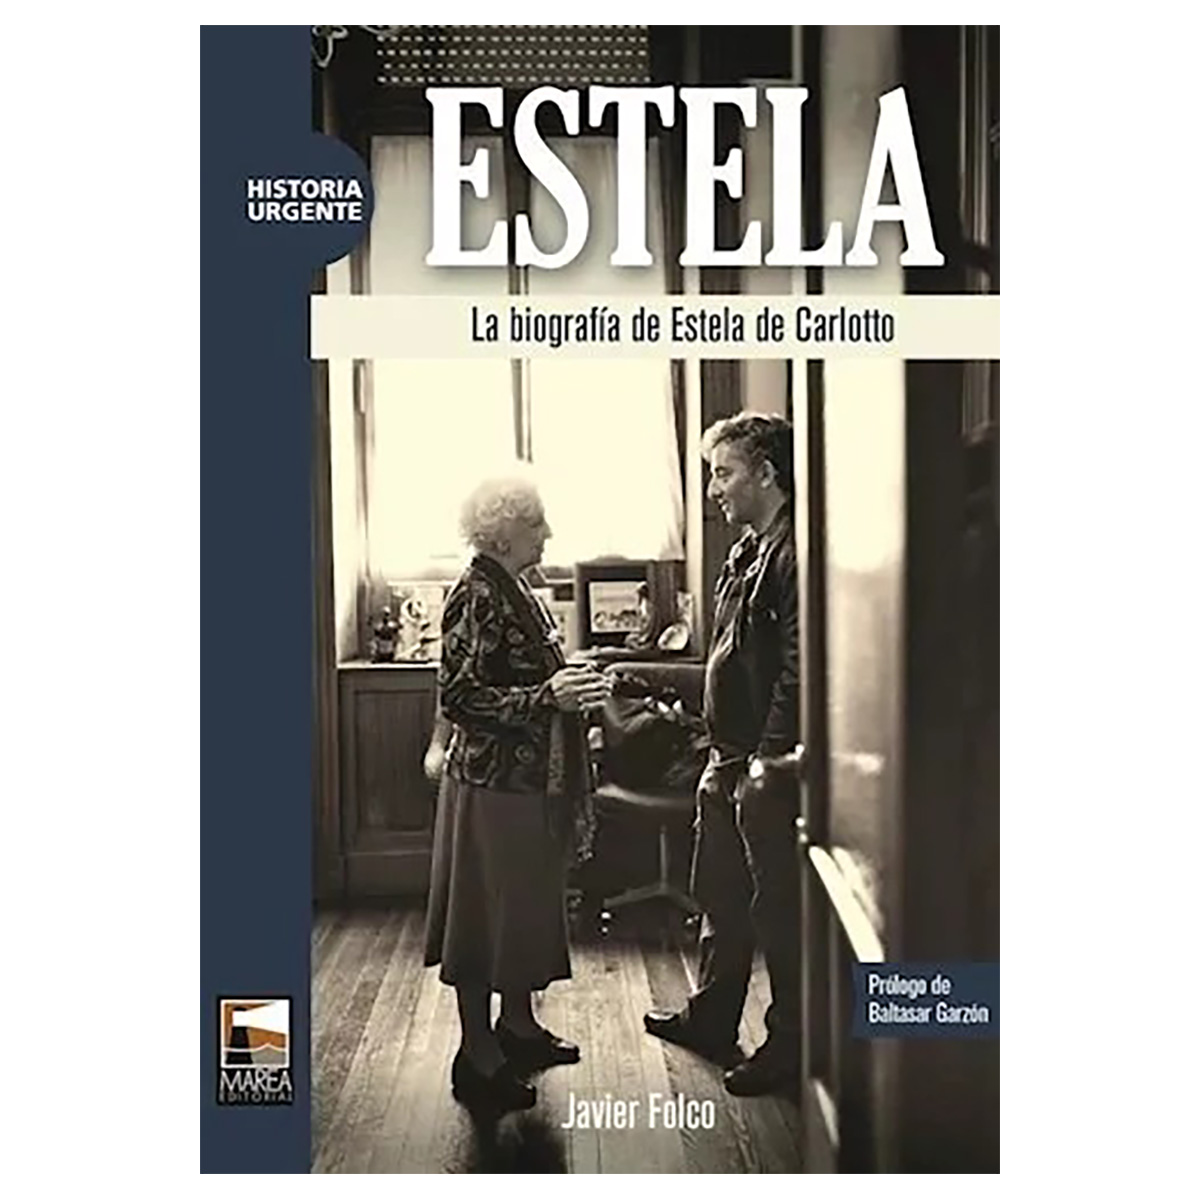 ESTELA
HISTORIA
URGENTE
La biografía de Estela de Carlotto
Prólogo de
Baltasar Garzón
MAREA
EDITORIAL
Javier Folco